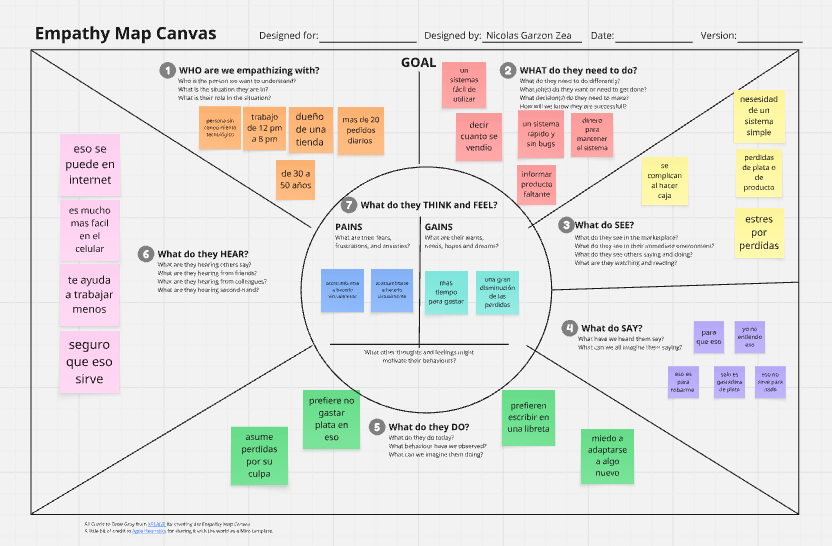 Empathy Map Canvas
Designed for:
Designed by: Nicolas Garzon Zea
Date:
Version:
GOAL
1 WHO are we empathizing with?
Who is the person we want to understand?
What is the situation they are in?
What is their role in the situation?
persona sin
conocimiento
tecnologico
trabajo
de 12 pm
a 8 pm
dueño
de una
tienda
mas de 20
pedidos
diarios
de 30 a
50 años
un
sistemas
fácil de
utilizar
2 WHAT do they need to do?
What do they need to do differently?
What job(s) do they want or need to get done?
What decision(s) do they need to make?
How will we know they are successful?
decir
cuanto se
vendio
un sistema
rapido y
sin bugs
dinero
para
mantener
el sistema
informar
producto
faltante
nesesidad
de un
sistema
simple
se
complican
al hacer
caja
perdidas
de plata o
de
producto
estres
por
perdidas
3 What do they SEE?
What do they see in the marketplace?
What do they see in their immediate environment?
What do they see others saying and doing?
What are they watching and reading?
4 What do they SAY?
What have we heard them say?
What can we all imagine them saying?
para
que eso
yo no
entiendo
eso
eso es
para
robarme
solo es
gastadera
de plata
eso no
sirve para
nada
5 What do they DO?
What do they do today?
What behaviour have we observed?
What can we imagine them doing?
prefiere no
gastar
plata en
eso
asume
perdidas
por su
culpa
prefieren
escribir en
una libreta
miedo a
adaptarse
a algo
nuevo
6 What do they HEAR?
What are they hearing others say?
What are they hearing from friends?
What are they hearing from colleagues?
What are they hearing second-hand?
eso se
puede en
internet
es mucho
mas facil
en el
celular
te ayuda
a trabajar
menos
seguro
que eso
sirve
7 What do they THINK and FEEL?
PAINS
What are their fears,
frustrations, and anxieties?
GAINS
What are their wants,
needs, hopes and dreams?
mas
tiempo
para gastar
una gran
disminución
de las
perdidas
What other thoughts and feelings might
motivate their behaviours?